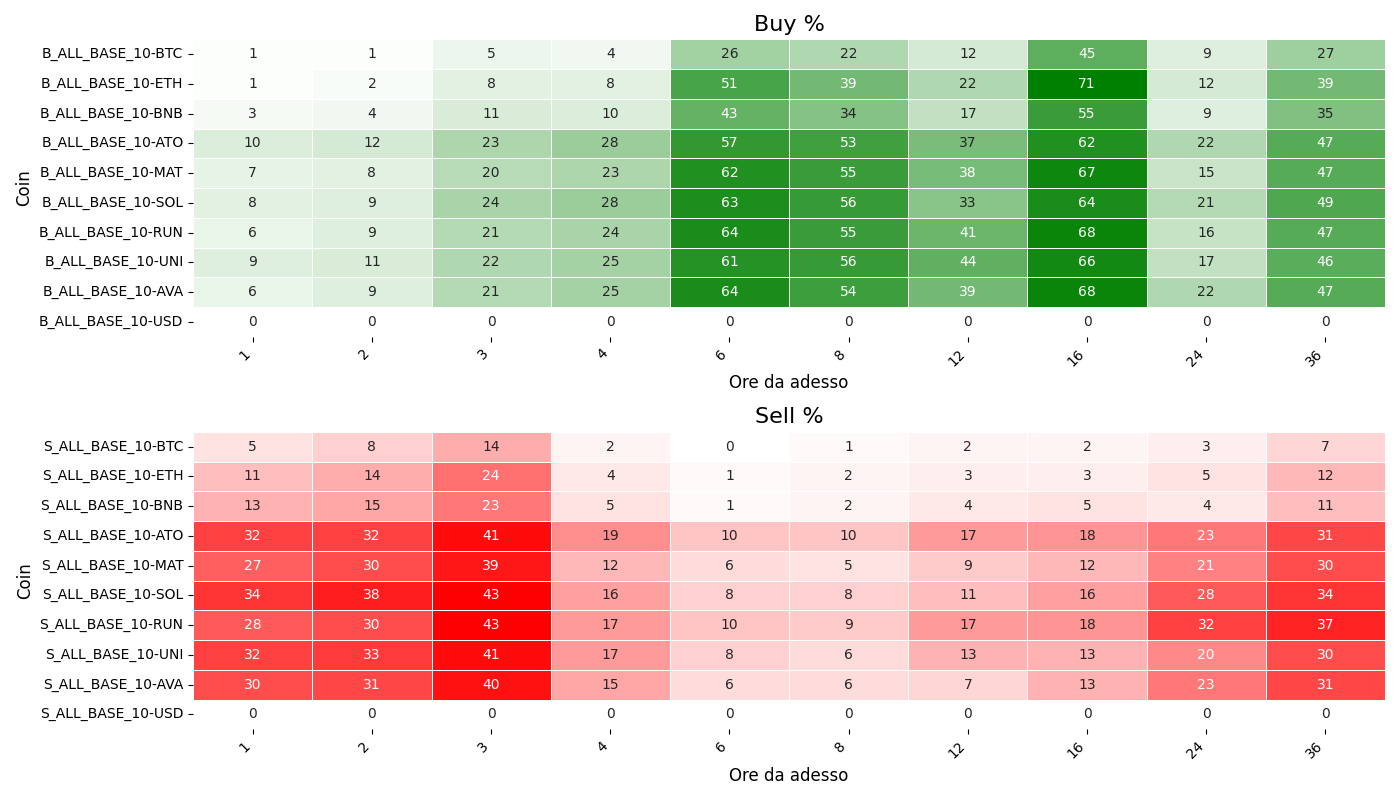 Buy %
Coin
B_ALL_BASE_10-BTC 1 1 5 4 26 22 12 45 9 27
B_ALL_BASE_10-ETH 1 2 8 8 51 39 22 71 12 39
B_ALL_BASE_10-BNB 3 4 11 10 43 34 17 55 9 35
B_ALL_BASE_10-ATO 10 12 23 28 57 53 37 62 22 47
B_ALL_BASE_10-MAT 7 8 20 23 62 55 38 67 15 47
B_ALL_BASE_10-SOL 8 9 24 28 63 56 33 64 21 49
B_ALL_BASE_10-RUN 6 9 21 24 64 55 41 68 16 47
B_ALL_BASE_10-UNI 9 11 22 25 61 56 44 66 17 46
B_ALL_BASE_10-AVA 6 9 21 25 64 54 39 68 22 47
B_ALL_BASE_10-USD 0 0 0 0 0 0 0 0 0 0
1 2 3 4 6 8 12 16 24 36
Ore da adesso
Sell %
Coin
S_ALL_BASE_10-BTC 5 8 14 2 0 1 2 2 3 7
S_ALL_BASE_10-ETH 11 14 24 4 1 2 3 3 5 12
S_ALL_BASE_10-BNB 13 15 23 5 1 2 4 5 4 11
S_ALL_BASE_10-ATO 32 32 41 19 10 10 17 18 23 31
S_ALL_BASE_10-MAT 27 30 39 12 6 5 9 12 21 30
S_ALL_BASE_10-SOL 34 38 43 16 8 8 11 16 28 34
S_ALL_BASE_10-RUN 28 30 43 17 10 9 17 18 32 37
S_ALL_BASE_10-UNI 32 33 41 17 8 6 13 13 20 30
S_ALL_BASE_10-AVA 30 31 40 15 6 6 7 13 23 31
S_ALL_BASE_10-USD 0 0 0 0 0 0 0 0 0 0
1 2 3 4 6 8 12 16 24 36
Ore da adesso